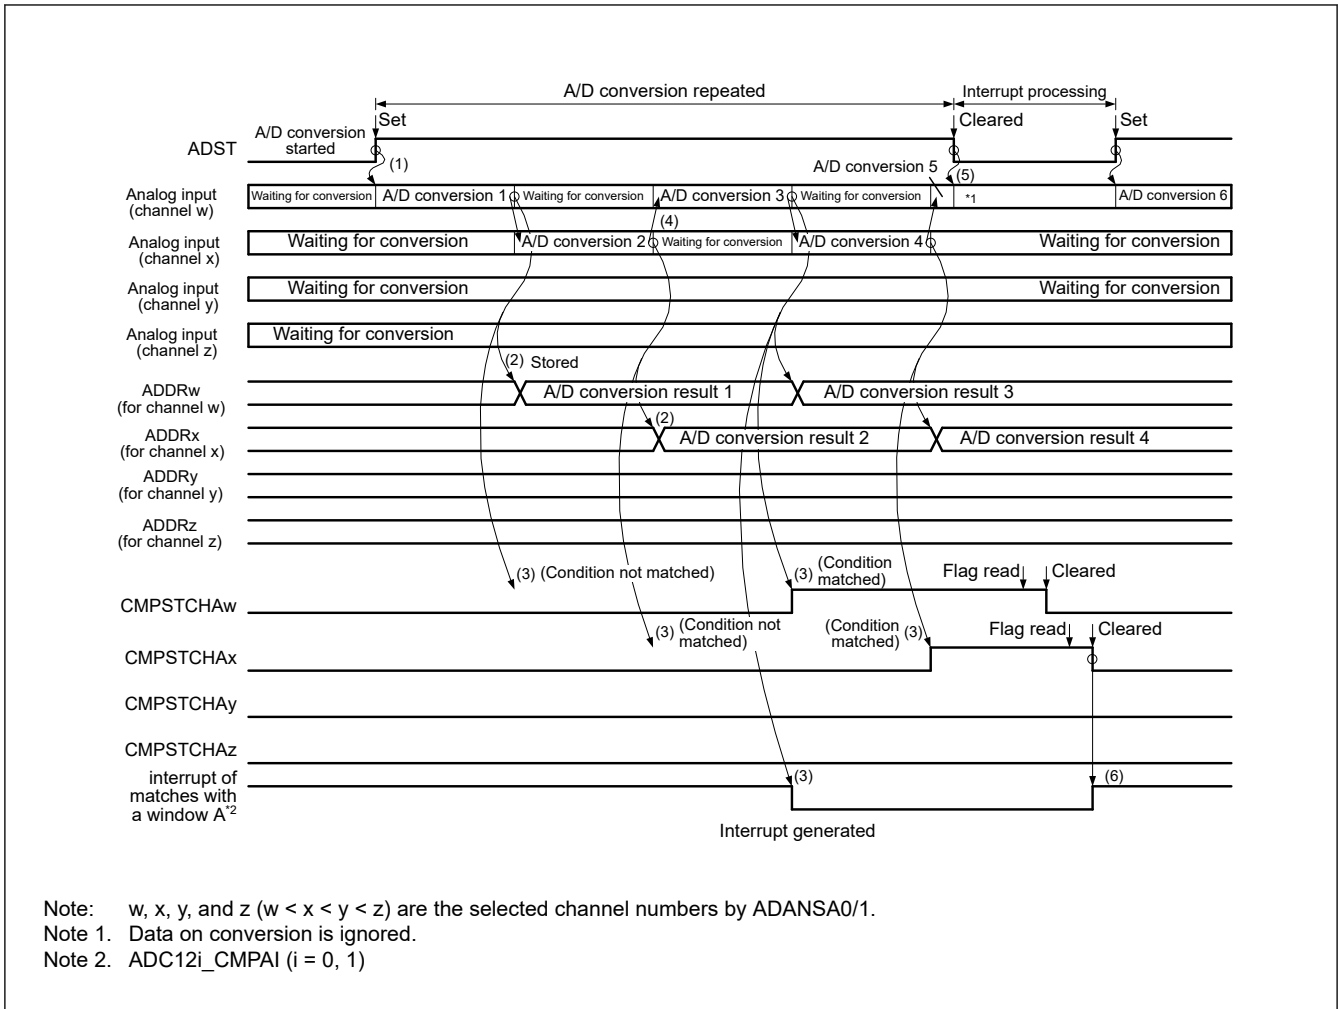 A/D conversion repeated
Interrupt processing
Set
Cleared
Set
A/D conversion
started
ADST
(1)
A/D conversion 5
(5)
Analog input
(channel w)
Waiting for conversion
A/D conversion 1
Waiting for conversion
A/D conversion 3
Waiting for conversion
*1
A/D conversion 6
(4)
Analog input
(channel x)
Waiting for conversion
A/D conversion 2
Waiting for conversion
A/D conversion 4
Waiting for conversion
Analog input
(channel y)
Waiting for conversion
Waiting for conversion
Analog input
(channel z)
Waiting for conversion
(2) Stored
ADDRw
(for channel w)
A/D conversion result 1
A/D conversion result 3
(2)
ADDRx
(for channel x)
A/D conversion result 2
A/D conversion result 4
ADDRy
(for channel y)
ADDRz
(for channel z)
(3) (Condition not matched)
(3) (Condition
matched)
Flag read
Cleared
CMPSTCHAw
(3) (Condition not
matched)
(Condition
matched) (3)
Flag read
Cleared
CMPSTCHAx
CMPSTCHAy
CMPSTCHAz
interrupt of
matches with
a window A*2
(3)
(6)
Interrupt generated
Note: w, x, y, and z (w < x < y < z) are the selected channel numbers by ADANSA0/1.
Note 1. Data on conversion is ignored.
Note 2. ADC12i_CMPAI (i = 0, 1)